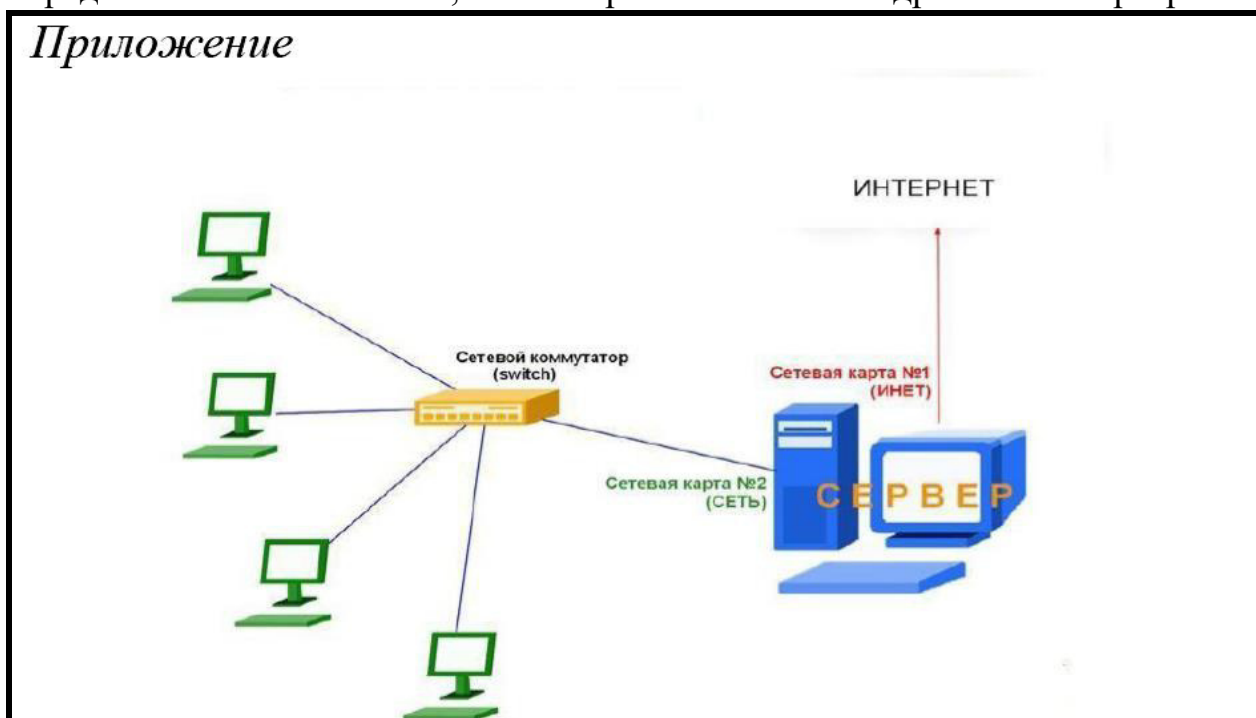 Приложение
ИНТЕРНЕТ
Сетевой коммутатор
(switch)
Сетевая карта №1
(ИНЕТ)
Сетевая карта №2
(СЕТЬ)
СЕРВЕР